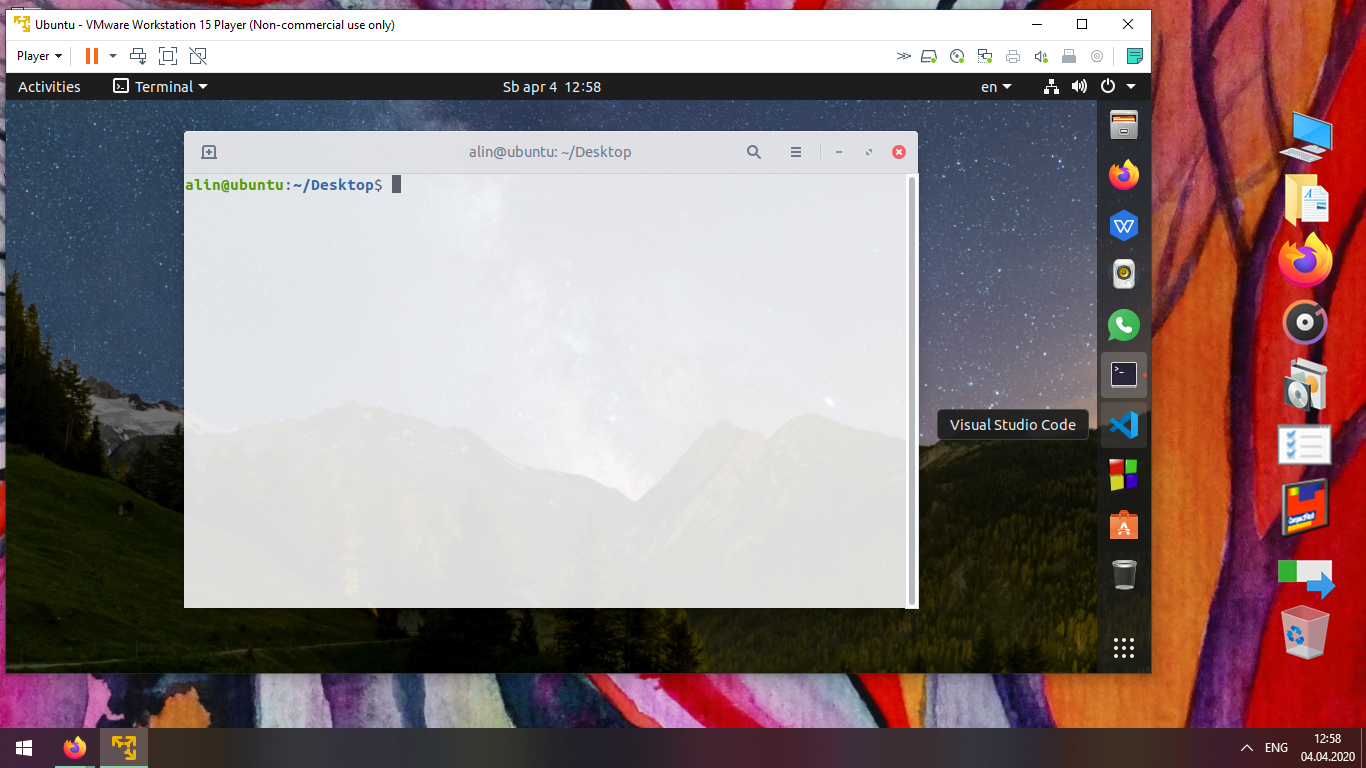 Ubuntu - VMware Workstation 15 Player (Non-commercial use only)
Player
Activities
Terminal
Sb apr 4 12:58
en
alin@ubuntu: ~/Desktop
alin@ubuntu:~/Desktop$
Visual Studio Code
ENG
12:58
04.04.2020